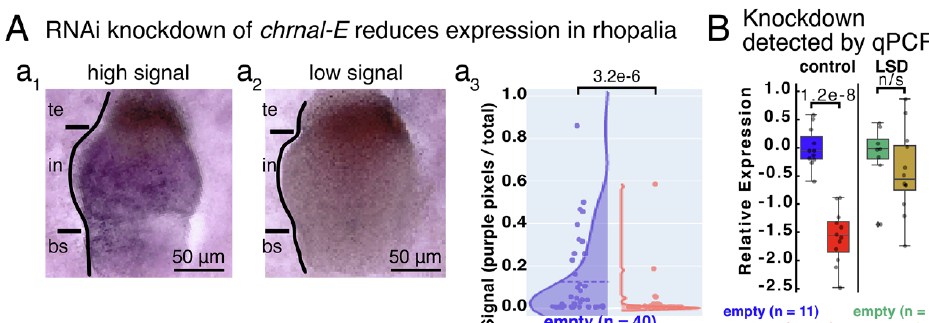 A RNAi knockdown of chrnal-E reduces expression in rhopalia
a1 high signal
te
in
bs
50 µm
a2 low signal
50 µm
a3
3.2e-6
Signal (purple pixels / total)
1.0
0.8
0.6
0.4
0.2
0.0
empty (n = 40)
B Knockdown
detected by qPCR
control
LSD
1.2e-8
n/s
Relative Expression
1.0
0.5
0.0
-0.5
-1.0
-1.5
-2.0
-2.5
empty (n = 11)
empty (n =